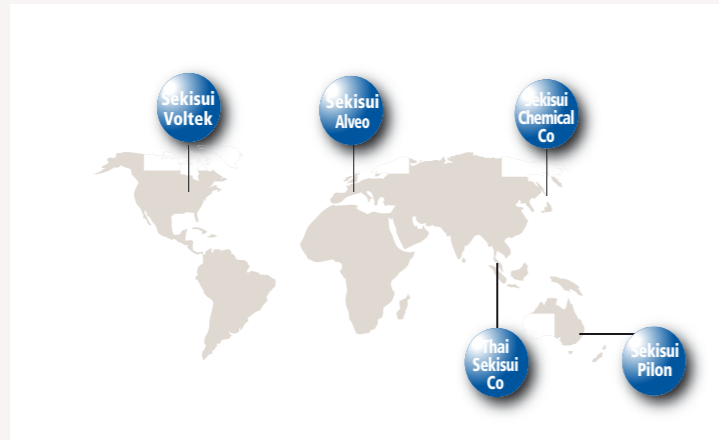 Sekisui
Voltek
Sekisui
Alveo
Sekisui
Chemical
Co
Thai
Sekisui
Co
Sekisui
Pilon